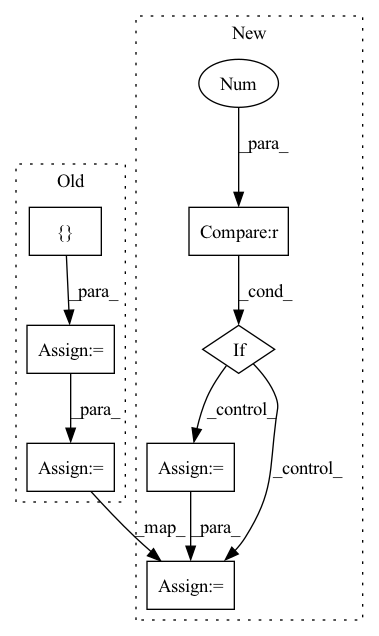 New
Num
Old
_para_
{}
Compare:r
_para_
_cond_
Assign:=
If
_para_
_control_
Assign:=
Assign:=
_control_
_map_
_para_
Assign:=